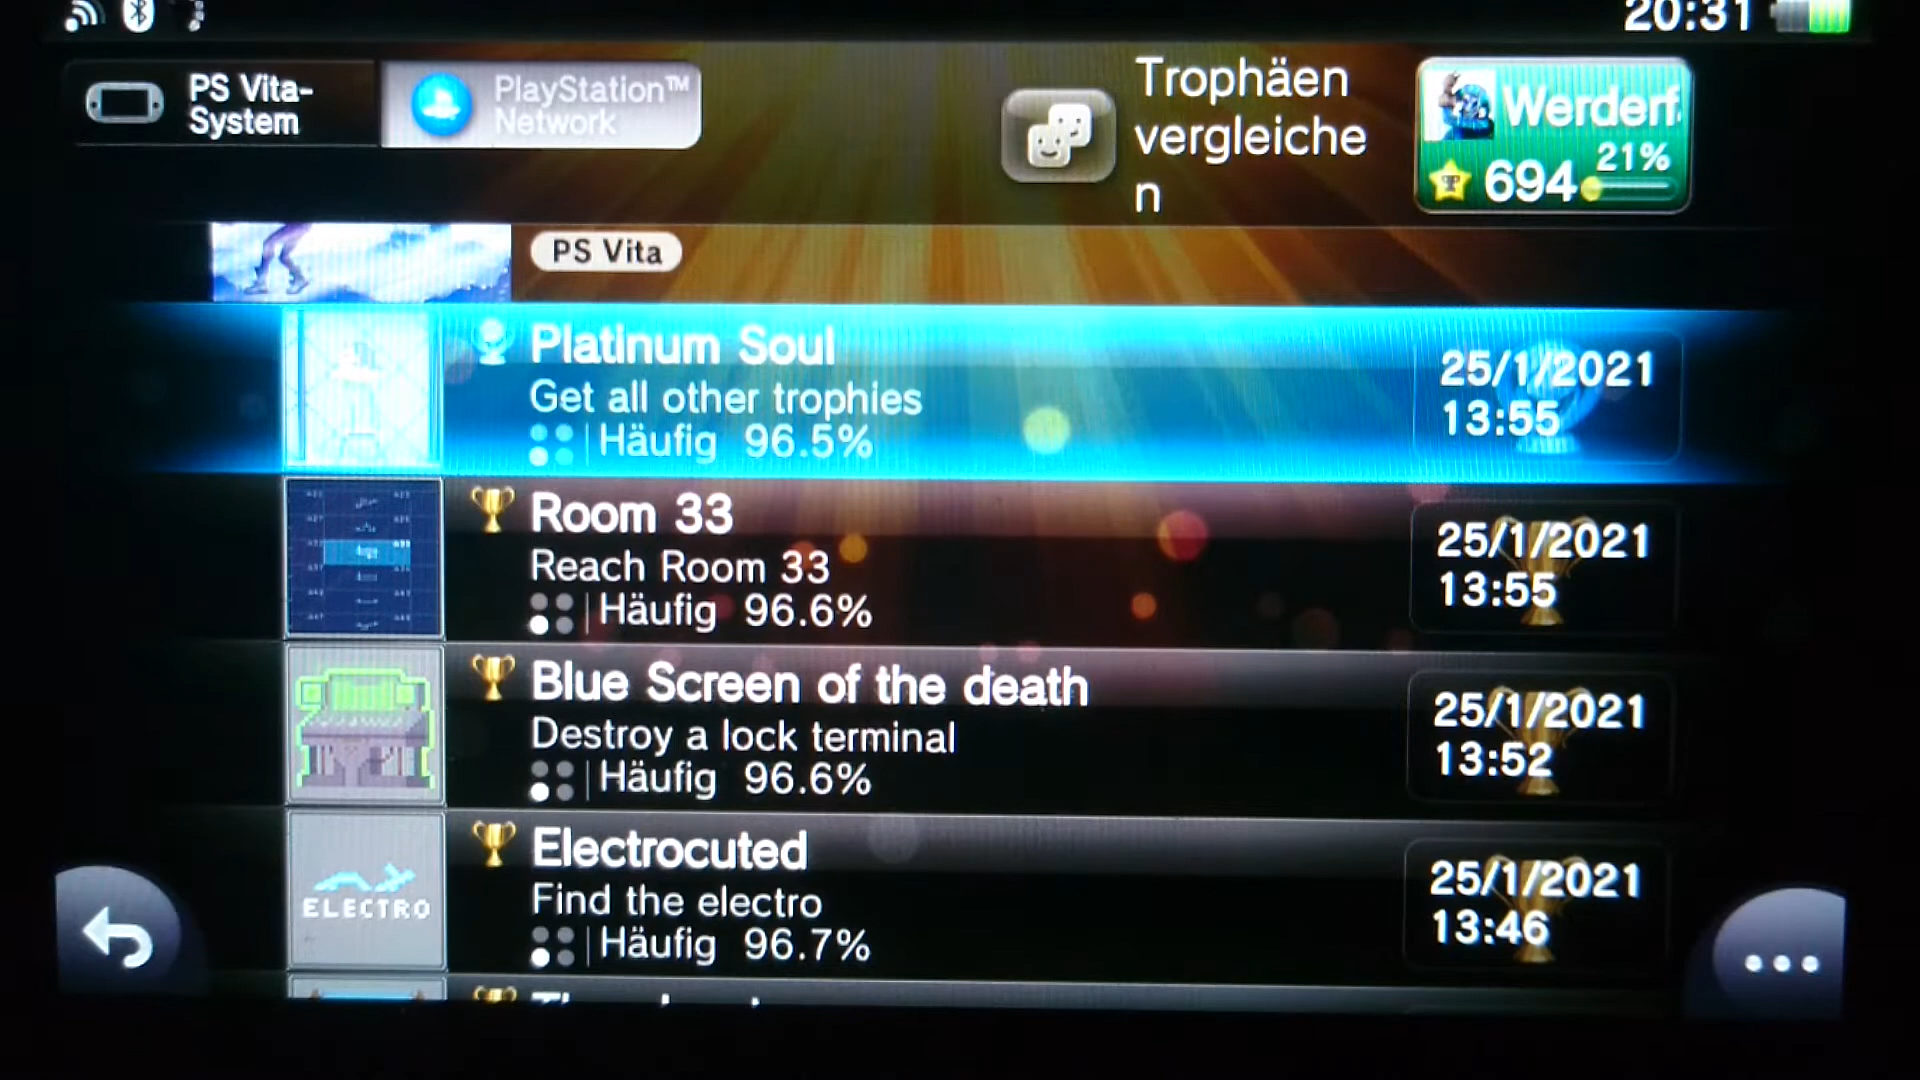 20:31
PS Vita-
System
PlayStation™
Network
Trophäen
vergleiche
n
Werderf
21%
694
PS Vita
Platinum Soul
Get all other trophies
Häufig 96.5%
25/1/2021
13:55
Room 33
Reach Room 33
Häufig 96.6%
25/1/2021
13:55
Blue Screen of the death
Destroy a lock terminal
Häufig 96.6%
25/1/2021
13:52
ELECTRO
Electrocuted
Find the electro
Häufig 96.7%
25/1/2021
13:46